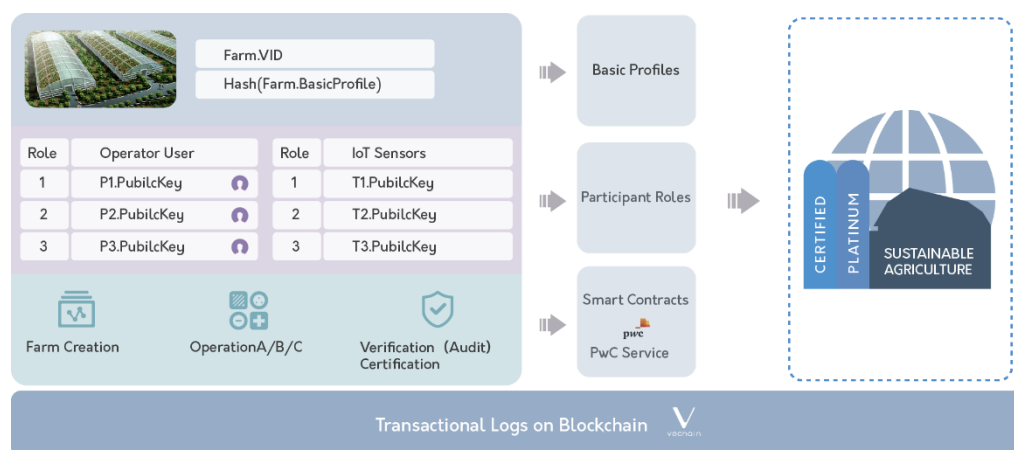 Farm.VID
Hash(Farm.BasicProfile)
Basic Profiles
Role Operator User Role IoT Sensors
1 P1.PubilcKey 1 T1.PubilcKey
2 P2.PubilcKey 2 T2.PubilcKey
3 P3.PubilcKey 3 T3.PubilcKey
Participant Roles
Farm Creation
OperationA/B/C
Verification (Audit)
Certification
Smart Contracts
pwc
PwC Service
CERTIFIED
PLATINUM
SUSTAINABLE
AGRICULTURE
Transactional Logs on Blockchain
vechain